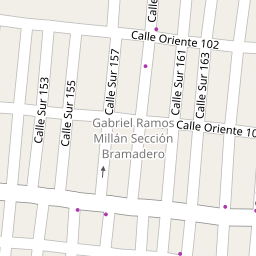 Calle
Calle Oriente 102
Calle Sur 153
Calle Sur 155
Calle Sur 157
Calle Sur 161
Calle Sur 163
Calle Oriente 10
Gabriel Ramos
Millán Sección
Bramadero